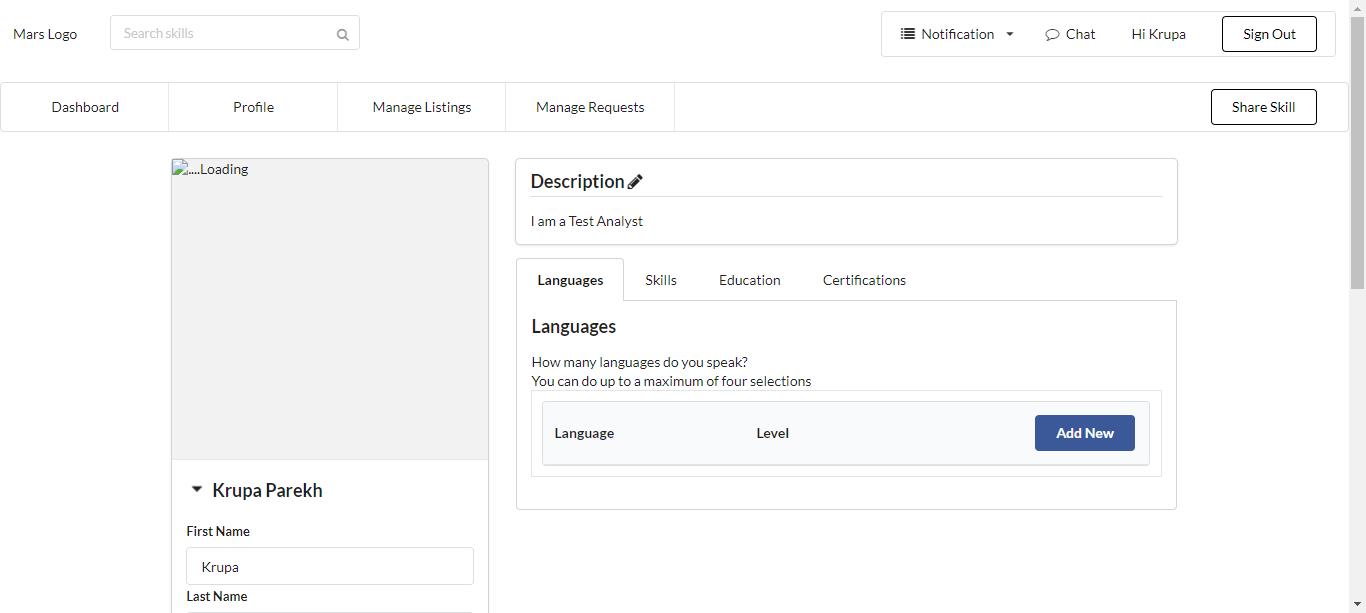 Mars Logo
Search skills
Notification
Chat
Hi Krupa
Sign Out
Dashboard
Profile
Manage Listings
Manage Requests
Share Skill
....Loading
Krupa Parekh
First Name
Krupa
Last Name
Description
I am a Test Analyst
Languages
Skills
Education
Certifications
Languages
How many languages do you speak?
You can do up to a maximum of four selections
Language
Level
Add New